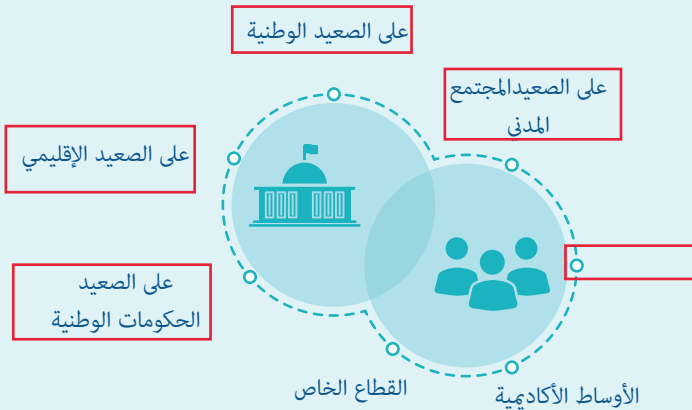 على الصعيد الوطنية
على الصعيدالمجتمع
المدني
على الصعيد الإقليمي
على الصعيد
الحكومات الوطنية
القطاع الخاص
الأوساط الأكاديمية